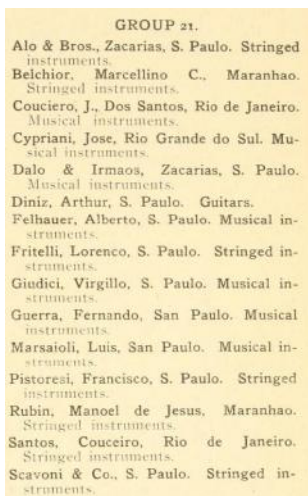 GROUP 21.
Alo & Bros., Zacarias, S. Paulo. Stringed
instruments.
Belchior, Marcellino C., Maranhao.
Stringed instruments.
Couciero, J., Dos Santos, Rio de Janeiro.
Musical instruments.
Cypriani, Jose, Rio Grande do Sul. Mu-
sical instruments.
Dalo & Irmaos, Zacarias, S. Paulo.
Musical instruments.
Diniz, Arthur, S. Paulo. Guitars.
Felhauer, Alberto, S. Paulo. Musical in-
struments.
Fritelli, Lorenco, S. Paulo. Stringed in-
struments.
Giudici, Virgillo, S. Paulo. Musical in-
struments.
Guerra, Fernando, San Paulo. Musical
instruments.
Marsaioli, Luis, San Paulo. Musical in-
struments.
Pistoresi, Francisco, S. Paulo. Stringed
instruments.
Rubin, Manoel de Jesus, Maranhao.
Stringed instruments.
Santos, Couceiro, Rio de Janeiro.
Stringed instruments.
Scavoni & Co., S. Paulo. Stringed in-
struments.